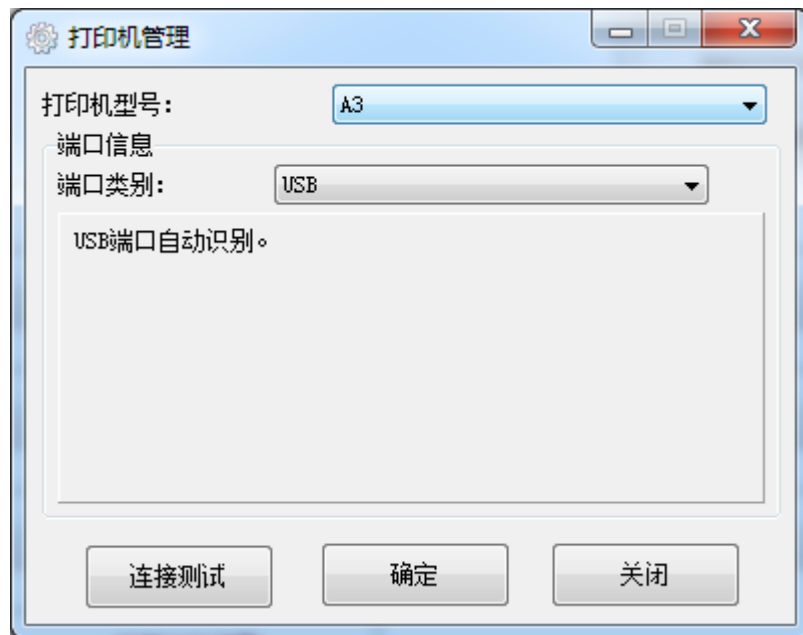 打印机管理
打印机型号: A3
端口信息
端口类别: USB
USB端口自动识别。
连接测试 确定 关闭